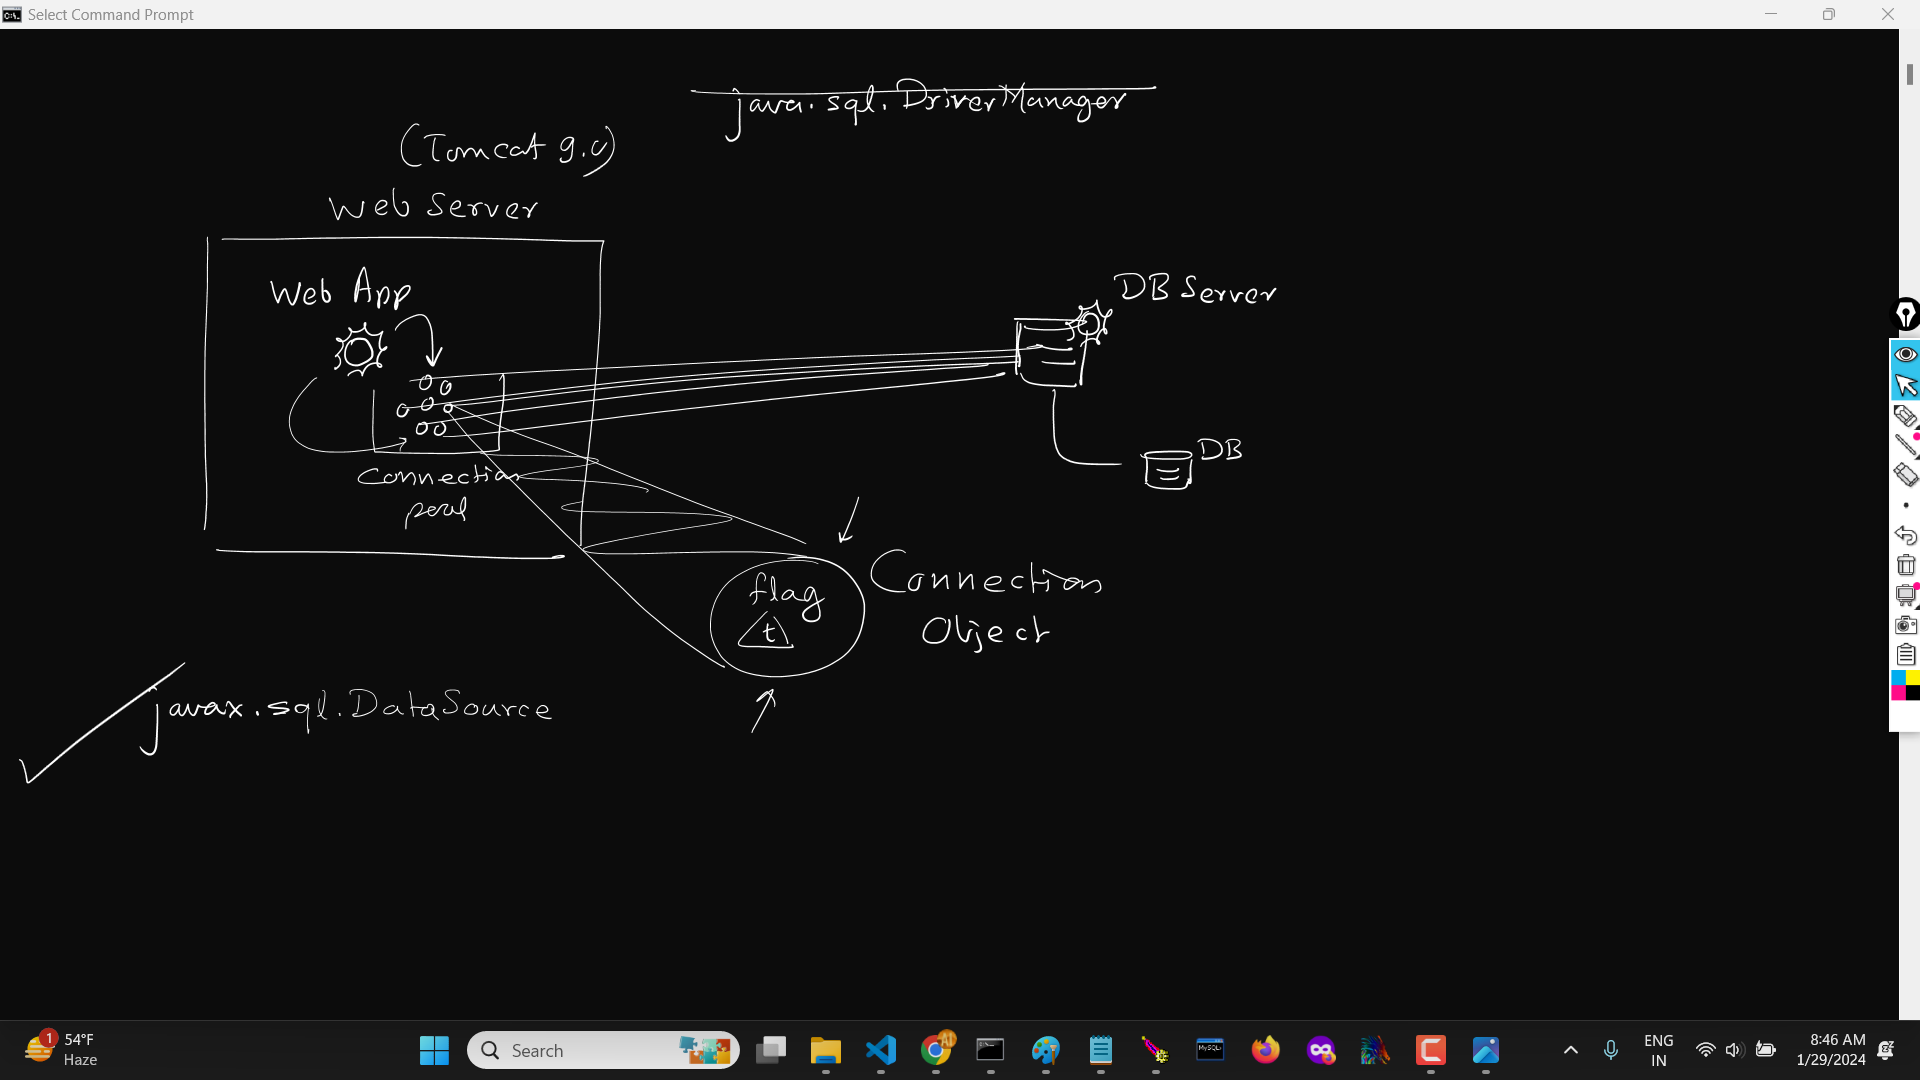 Select Command Prompt
java.sql.DriverManager
(Tomcat 9.0)
Web Server
Web App
DB Server
DB
Connection
pool
flag
t
Connection
Object
javax.sql.DataSource
1
54°F
Haze
Search
ENG
IN
8:46 AM
1/29/2024